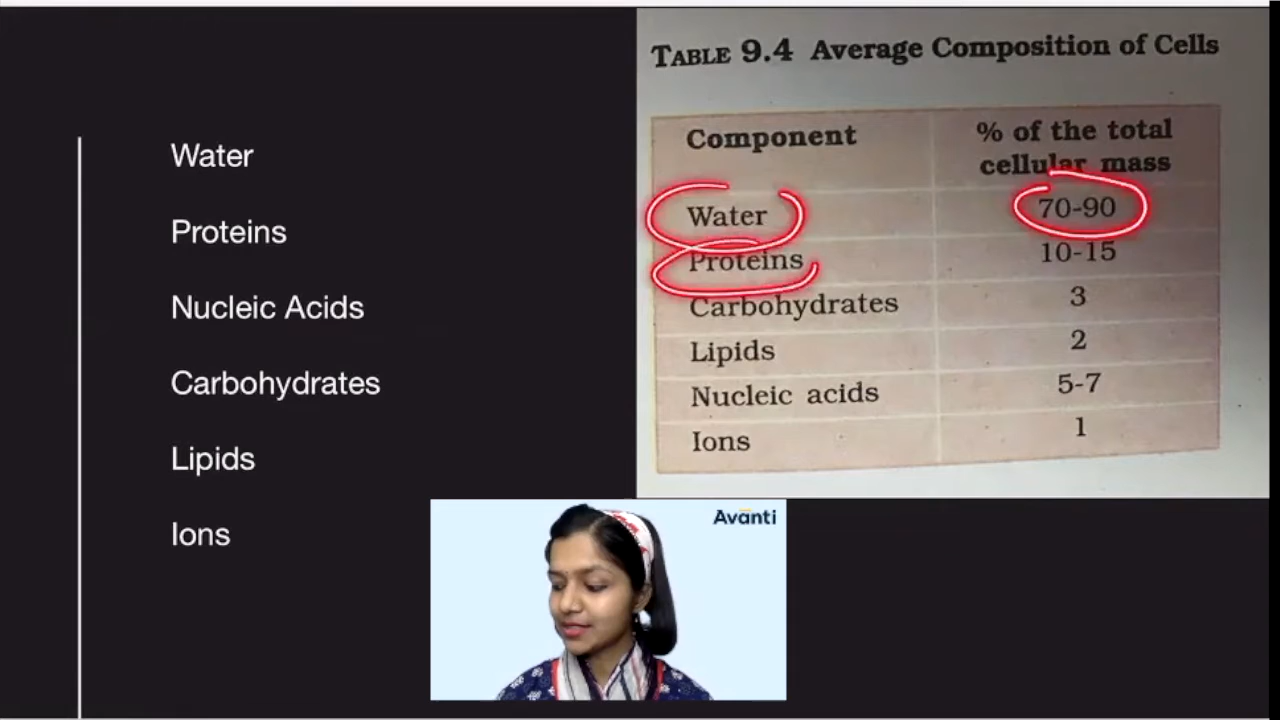 Water
Proteins
Nucleic Acids
Carbohydrates
Lipids
Ions
TABLE 9.4 Average Composition of Cells
Component % of the total cellular mass
Water 70-90
Proteins 10-15
Carbohydrates 3
Lipids 2
Nucleic acids 5-7
Ions 1
Avanti